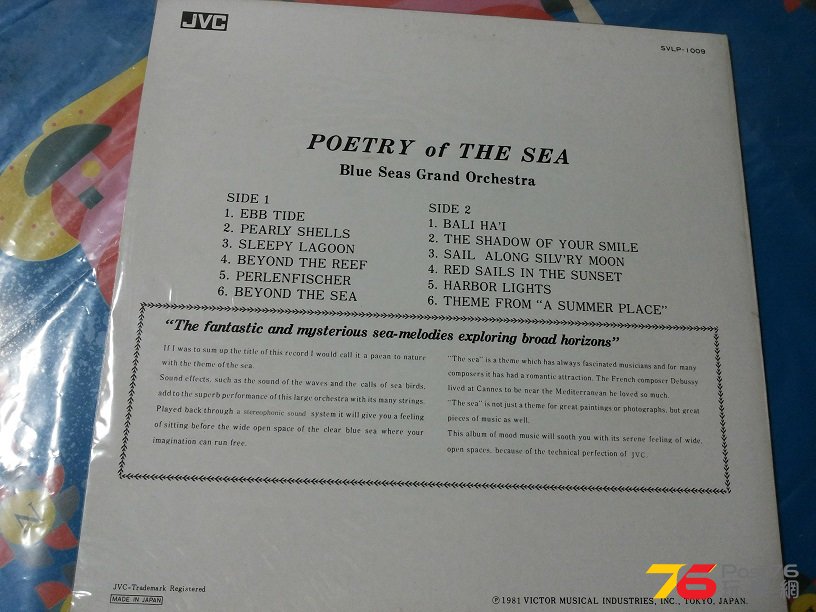 JVC
SVLP-1009
POETRY of THE SEA
Blue Seas Grand Orchestra
SIDE 1
1. EBB TIDE
2. PEARLY SHELLS
3. SLEEPY LAGOON
4. BEYOND THE REEF
5. PERLENFISCHER
6. BEYOND THE SEA
SIDE 2
1. BALI HA'I
2. THE SHADOW OF YOUR SMILE
3. SAIL ALONG SILV'RY MOON
4. RED SAILS IN THE SUNSET
5. HARBOR LIGHTS
6. THEME FROM "A SUMMER PLACE"
"The fantastic and mysterious sea-melodies exploring broad horizons"
If I was to sum up the title of this record I would call it a paean to nature
with the theme of the sea.
Sound effects, such as the sound of the waves and the calls of sea birds,
add to the superb performance of this large orchestra with its many strings.
Played back through a stereophonic sound system it will give you a feeling
of sitting before the wide open space of the clear blue sea where your
imagination can run free.
"The sea" is a theme which has always fascinated musicians and for many
composers it has had a romantic attraction. The French composer Debussy
lived at Cannes to be near the Mediterranean he loved so much.
"The sea" is not just a theme for great paintings or photographs, but great
pieces of music as well.
This album of mood music will sooth you with its serene feeling of wide,
open spaces, because of the technical perfection of JVC.
JVC-Trademark Registered
MADE IN JAPAN
Ⓟ1981 VICTOR MUSICAL INDUSTRIES, INC., TOKYO, JAPAN.
76